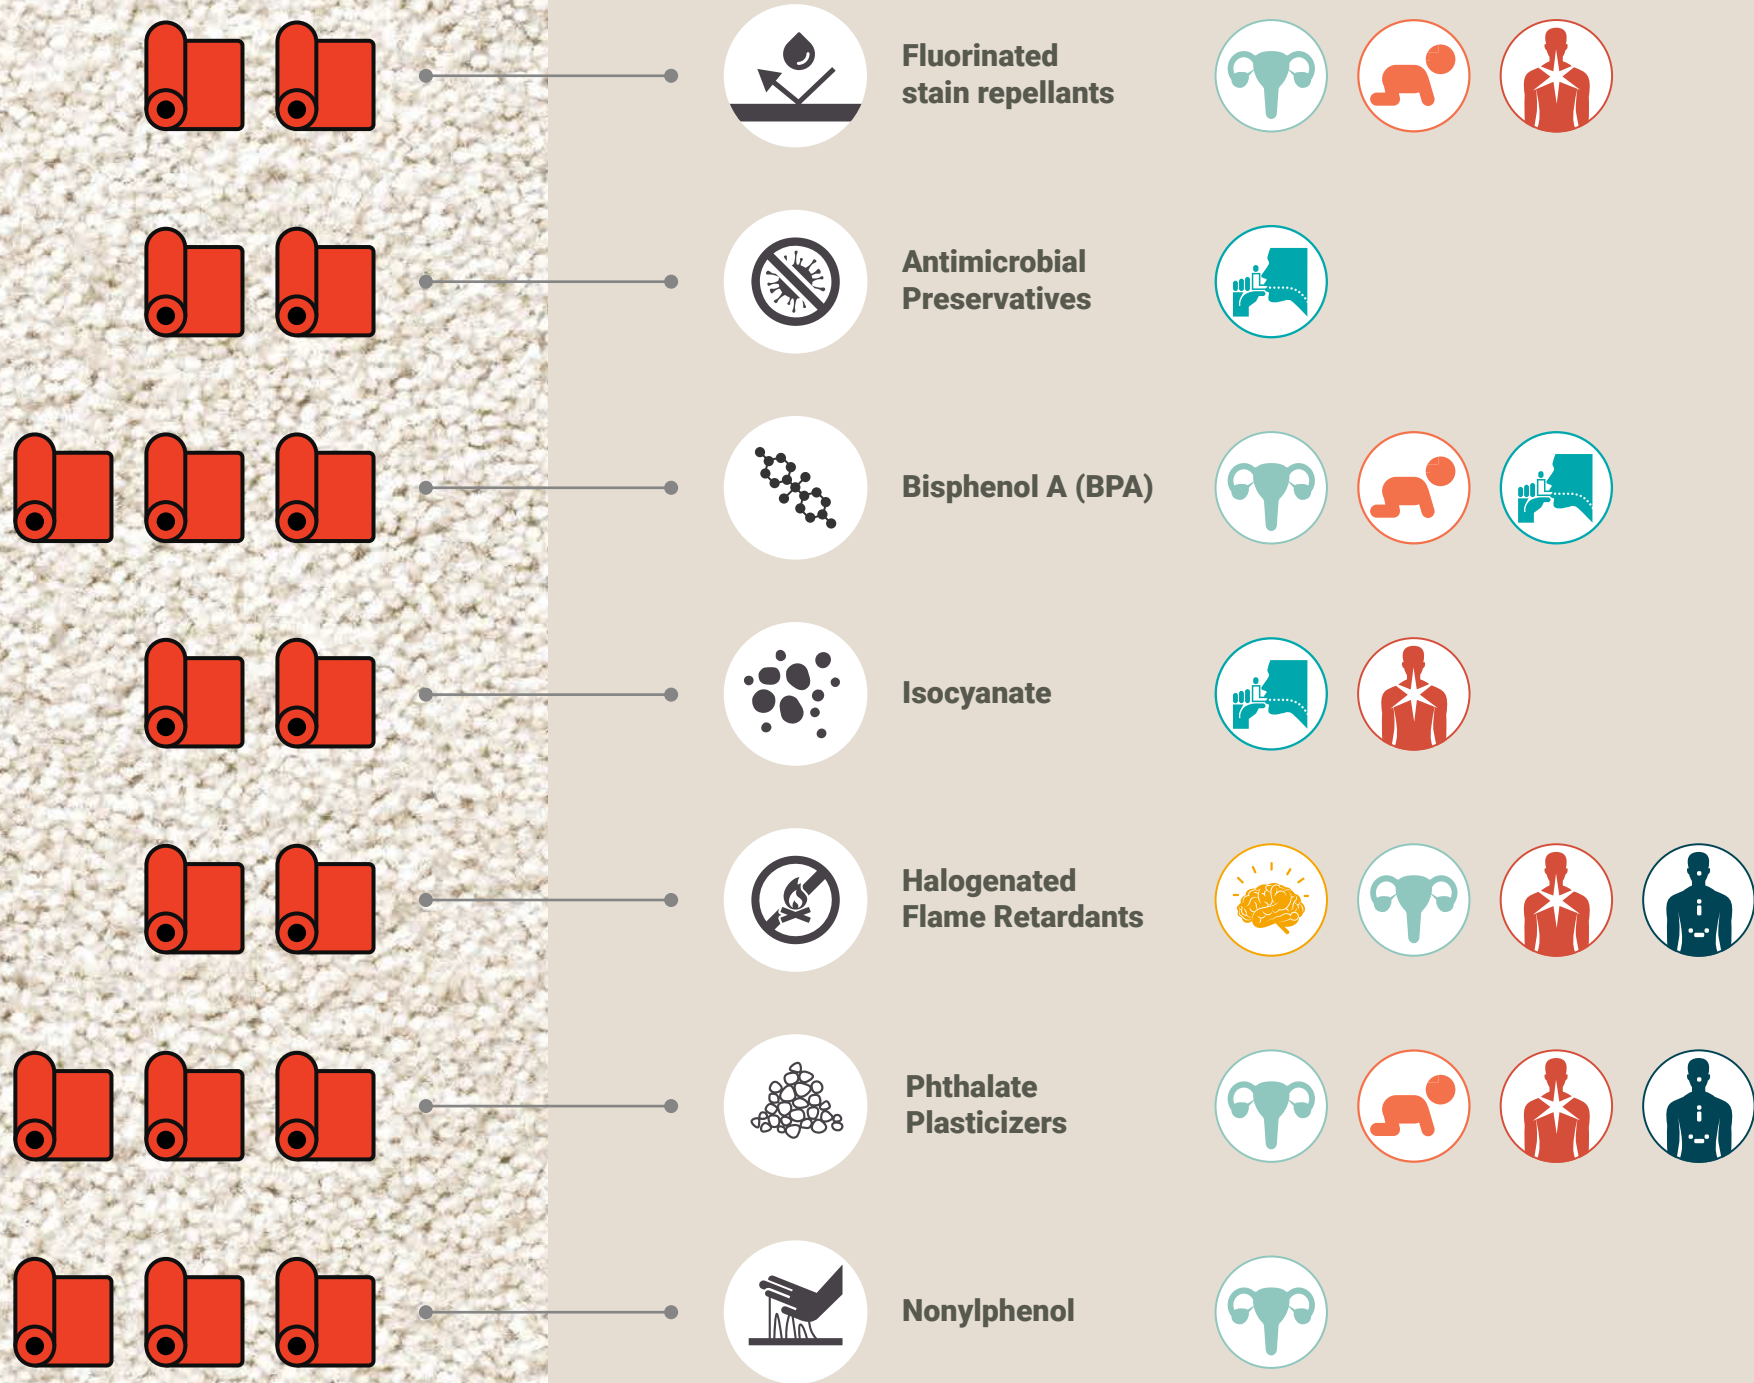 Fluorinated
stain repellants
Antimicrobial
Preservatives
Bisphenol A (BPA)
Isocyanate
Halogenated
Flame Retardants
Phthalate
Plasticizers
Nonylphenol